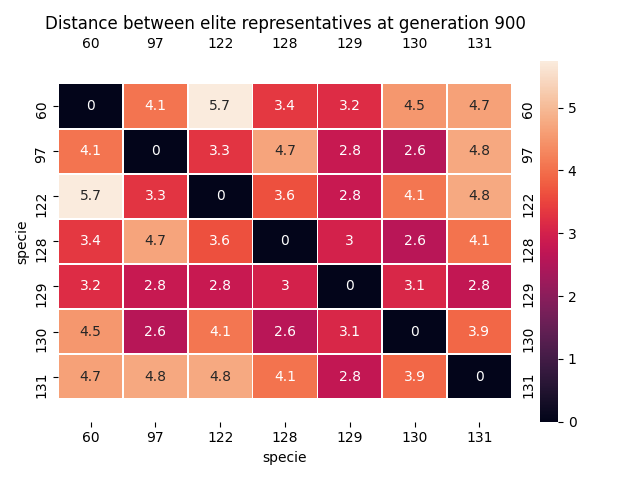 Distance between elite representatives at generation 900
60 97 122 128 129 130 131
60 0 4.1 5.7 3.4 3.2 4.5 4.7 60
97 4.1 0 3.3 4.7 2.8 2.6 4.8 97
122 5.7 3.3 0 3.6 2.8 4.1 4.8 122
128 3.4 4.7 3.6 0 3 2.6 4.1 128
129 3.2 2.8 2.8 3 0 3.1 2.8 129
130 4.5 2.6 4.1 2.6 3.1 0 3.9 130
131 4.7 4.8 4.8 4.1 2.8 3.9 0 131
60 97 122 128 129 130 131
specie
specie
5
4
3
2
1
0